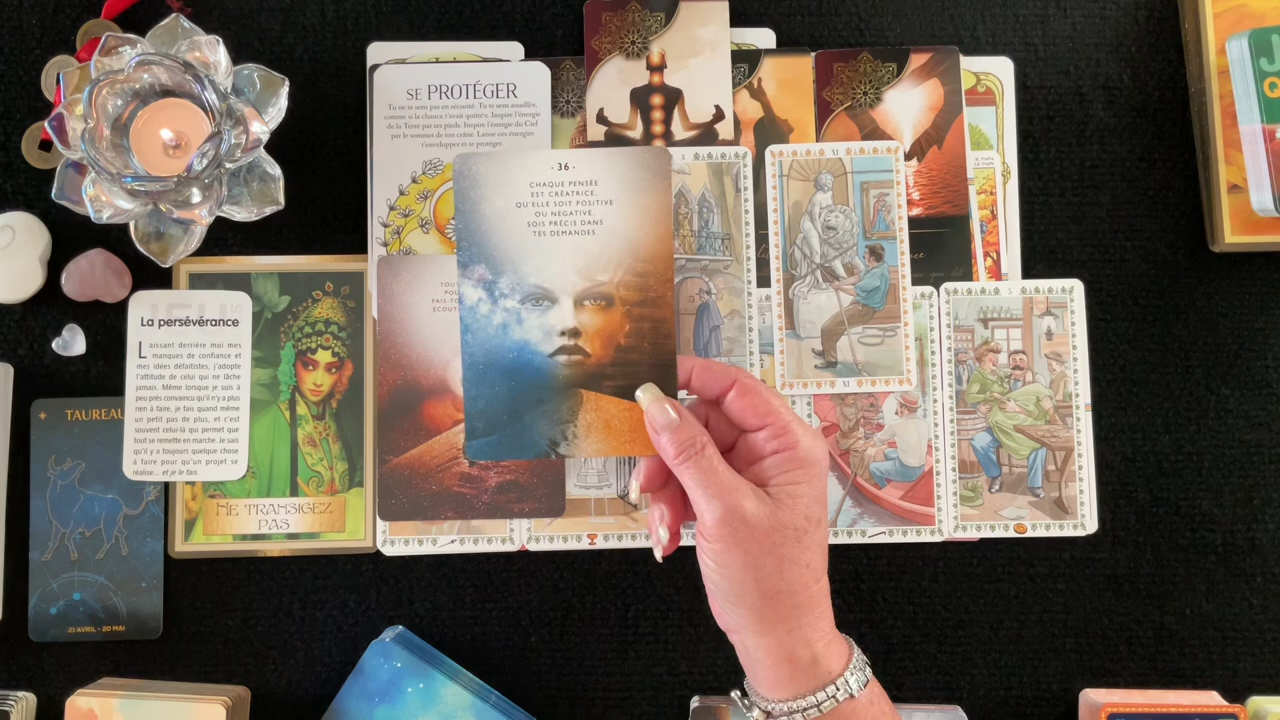 SE PROTÉGER
Tu ne te sens pas en sécurité. Tu te sens assaillie,
comme si la chance t'avait quittée. Inspire l'énergie
de la Terre par tes pieds. Inspire l'énergie du Ciel
par le sommet de ton crâne. Laisse ces énergies
t'envelopper et te protéger.
· 36 ·
CHAQUE PENSÉE
EST CRÉATRICE,
QU'ELLE SOIT POSITIVE
OU NÉGATIVE.
SOIS PRÉCIS DANS
TES DEMANDES
3
XI
XI
5
La persévérance
Laissant derrière moi mes
manques de confiance et
mes idées défaitistes, j'adopte
l'attitude de celui qui ne lâche
jamais. Même lorsque je suis à
peu près convaincu qu'il n'y a plus
rien à faire, je fais quand même
un petit pas de plus, et c'est
souvent celui-là qui permet que
tout se remette en marche. Je sais
qu'il y a toujours quelque chose
à faire pour qu'un projet se
réalise... et je le fais.
NE TRANSIGEZ
PAS
TAUREAU
21 AVRIL - 20 MAI